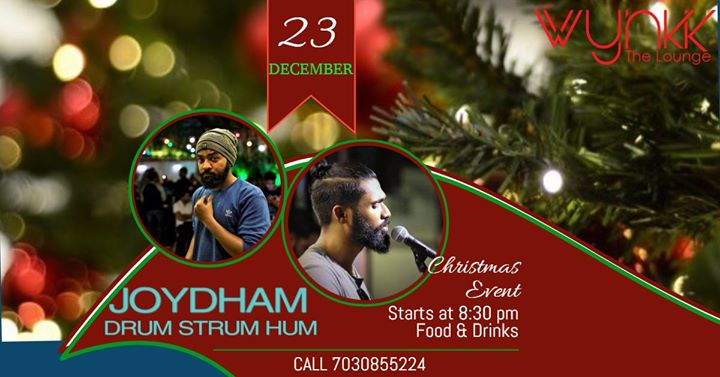 23
DECEMBER
wynkk
The Lounge
Christmas
Event
Starts at 8:30 pm
Food & Drinks
JOYDHAM
DRUM STRUM HUM
CALL 7030855224